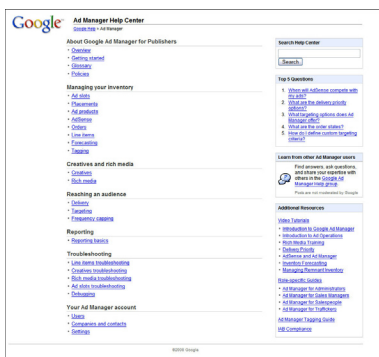 Google
Ad Manager Help Center
Google Help > Ad Manager
About Google Ad Manager for Publishers
Overview
Getting started
Glossary
Policies
Managing your inventory
Ad slots
Placements
Ad products
AdSense
Orders
Line items
Forecasting
Tagging
Creatives and rich media
Creatives
Rich media
Reaching an audience
Delivery
Targeting
Frequency capping
Reporting
Reporting basics
Troubleshooting
Line items troubleshooting
Creatives troubleshooting
Rich media troubleshooting
Ad slots troubleshooting
Debugging
Your Ad Manager account
Users
Companies and contacts
Settings
Search Help Center
Search
Top 5 Questions
1. When will AdSense compete with
my ads?
2. What are the delivery priority
options?
3. What targeting options does Ad
Manager offer?
4. What are the order states?
5. How do I define custom targeting
criteria?
Learn from other Ad Manager users
Find answers, ask questions,
and share your expertise with
others in the Google Ad
Manager Help group.
Posts are not moderated by Google
Additional Resources
Video Tutorials
Introduction to Google Ad Manager
Introduction to Ad Operations
Rich Media Training
Delivery Priority
AdSense and Ad Manager
Inventory Forecasting
Managing Remnant Inventory
Role-specific Guides
Ad Manager for Administrators
Ad Manager for Sales Managers
Ad Manager for Salespeople
Ad Manager for Traffickers
Ad Manager Tagging Guide
IAB Compliance
©2009 Google